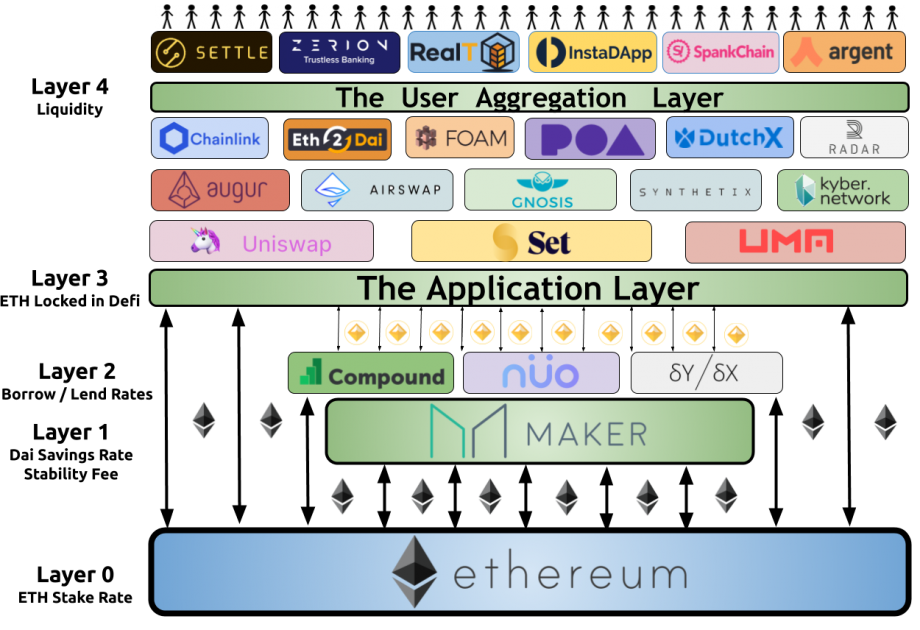 SETTLE
ZERION
Trustless Banking
RealT
InstaDApp
SpankChain
argent
Layer 4
Liquidity
The User Aggregation Layer
Chainlink
Eth2Dai
FOAM
POA
DutchX
RADAR
augur
AIRSWAP
GNOSIS
SYNTHETIX
kyber.
network
Uniswap
Set
UMA
Layer 3
ETH Locked in Defi
The Application Layer
Layer 2
Borrow / Lend Rates
Compound
nüo
δY/δX
Layer 1
Dai Savings Rate
Stability Fee
MAKER
Layer 0
ETH Stake Rate
ethereum